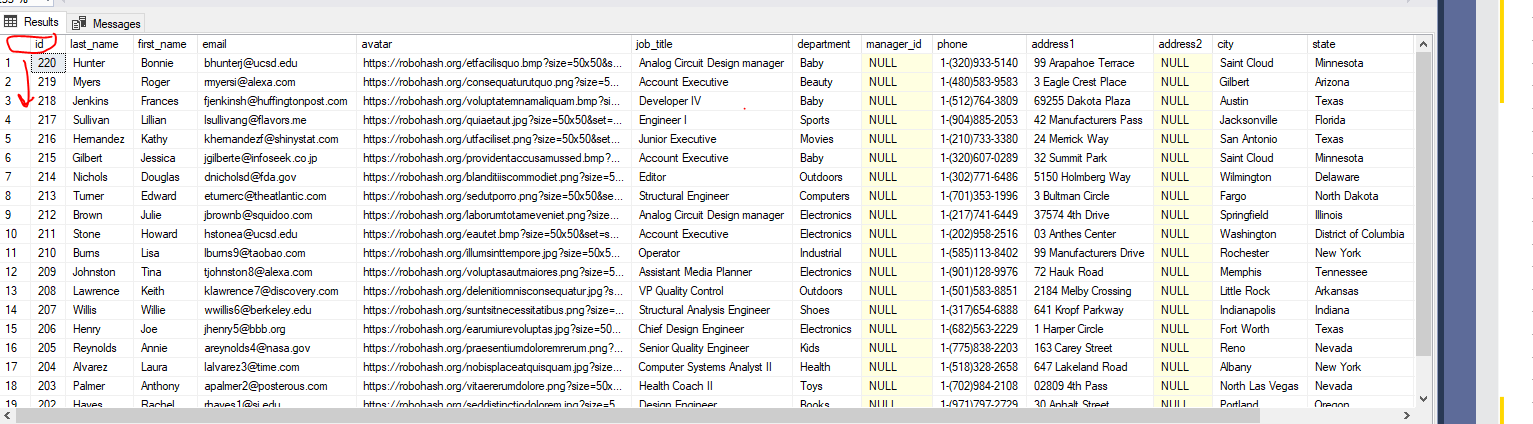 Results Messages
id last_name first_name email avatar job_title department manager_id phone address1 address2 city state
1 220 Hunter Bonnie bhunterj@ucsd.edu https://robohash.org/etfacilisquo.bmp?size=50x50&s... Analog Circuit Design manager Baby NULL 1-(320)933-5140 99 Arapahoe Terrace NULL Saint Cloud Minnesota
2 219 Myers Roger rmyersi@alexa.com https://robohash.org/consequaturutquo.png?size=5... Account Executive Beauty NULL 1-(480)583-9583 3 Eagle Crest Place NULL Gilbert Arizona
3 218 Jenkins Frances fjenkinsh@huffingtonpost.com https://robohash.org/voluptatemnamaliquam.bmp?si... Developer IV Baby NULL 1-(512)764-3809 69255 Dakota Plaza NULL Austin Texas
4 217 Sullivan Lillian lsullivang@flavors.me https://robohash.org/quiaetaut.jpg?size=50x50&set=... Engineer I Sports NULL 1-(904)885-2053 42 Manufacturers Pass NULL Jacksonville Florida
5 216 Hernandez Kathy khernandezf@shinystat.com https://robohash.org/utfaciliset.png?size=50x50&set... Junior Executive Movies NULL 1-(210)733-3380 24 Merrick Way NULL San Antonio Texas
6 215 Gilbert Jessica jgilberte@infoseek.co.jp https://robohash.org/providentaccusamussed.bmp?... Account Executive Baby NULL 1-(320)607-0289 32 Summit Park NULL Saint Cloud Minnesota
7 214 Nichols Douglas dnicholsd@fda.gov https://robohash.org/blanditiiscommodiet.png?size=5... Editor Outdoors NULL 1-(302)771-6486 5150 Holmberg Way NULL Wilmington Delaware
8 213 Turner Edward eturnerc@theatlantic.com https://robohash.org/sedutporro.png?size=50x50&se... Structural Engineer Computers NULL 1-(701)353-1996 3 Bultman Circle NULL Fargo North Dakota
9 212 Brown Julie jbrownb@squidoo.com https://robohash.org/laborumtotameveniet.png?size... Analog Circuit Design manager Electronics NULL 1-(217)741-6449 37574 4th Drive NULL Springfield Illinois
10 211 Stone Howard hstonea@ucsd.edu https://robohash.org/eautet.bmp?size=50x50&set=s... Account Executive Electronics NULL 1-(202)958-2516 03 Anthes Center NULL Washington District of Columbia
11 210 Burns Lisa lburns9@taobao.com https://robohash.org/illuminsittempore.jpg?size=50x... Operator Industrial NULL 1-(585)113-8402 99 Manufacturers Drive NULL Rochester New York
12 209 Johnston Tina tjohnston8@alexa.com https://robohash.org/voluptasautmaiores.png?size=5... Assistant Media Planner Electronics NULL 1-(901)128-9976 72 Hauk Road NULL Memphis Tennessee
13 208 Lawrence Keith klawrence7@discovery.com https://robohash.org/delenitiomnisconsequatur.jpg?s... VP Quality Control Outdoors NULL 1-(501)583-8851 2184 Melby Crossing NULL Little Rock Arkansas
14 207 Willis Willie wwillis6@berkeley.edu https://robohash.org/suntsitnecessitatibus.png?size=... Structural Analysis Engineer Shoes NULL 1-(317)654-6888 641 Kropf Parkway NULL Indianapolis Indiana
15 206 Henry Joe jhenry5@bbb.org https://robohash.org/earumiurevoluptas.jpg?size=50... Chief Design Engineer Electronics NULL 1-(682)563-2229 1 Harper Circle NULL Fort Worth Texas
16 205 Reynolds Annie areynolds4@nasa.gov https://robohash.org/praesentiumdoloremrerum.png?... Senior Quality Engineer Kids NULL 1-(775)838-2203 163 Carey Street NULL Reno Nevada
17 204 Alvarez Laura lalvarez3@time.com https://robohash.org/nobisplaceatquisquam.jpg?size... Computer Systems Analyst II Health NULL 1-(518)328-2658 647 Lakeland Road NULL Albany New York
18 203 Palmer Anthony apalmer2@posterous.com https://robohash.org/vitaererumdolore.png?size=50x... Health Coach II Toys NULL 1-(702)984-2108 02809 4th Pass NULL North Las Vegas Nevada
19 202 Hayes Rachel rhayes1@si.edu https://robohash.org/seddistinctiodolorem.jpg?size=5... Design Engineer Books NULL 1-(971)797-2729 30 Anhalt Street NULL Portland Oregon